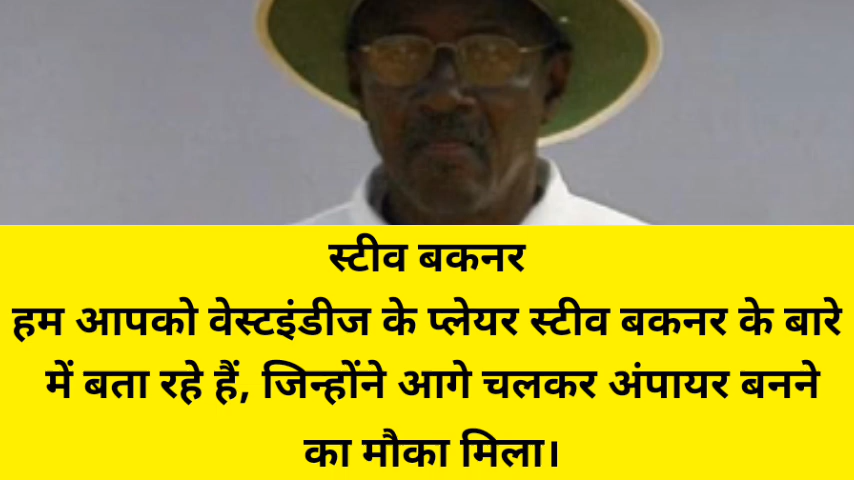 स्टीव बकनर
हम आपको वेस्टइंडीज के प्लेयर स्टीव बकनर के बारे
में बता रहे हैं, जिन्होंने आगे चलकर अंपायर बनने
का मौका मिला।